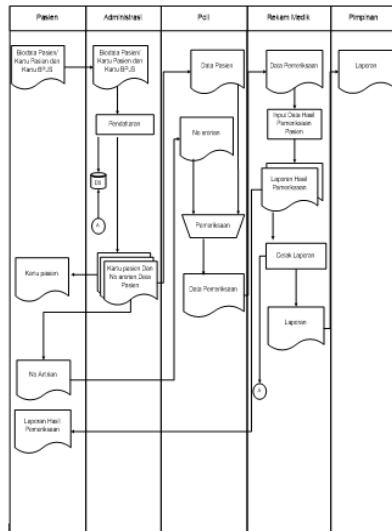 Pasien
Administrasi
Poli
Rekam Medik
Pimpinan
Biodata Pasien/
Kartu Pasien dan
Kartu BPJS
Biodata Pasien/
Kartu Pasien dan
Kartu BPJS
Data Pasien
Data Pemeriksaan
Laporan
Pendaftaran
No antrian
Input Data Hasil
Pemeriksaan
Pasien
DB
Laporan Hasil
Pemeriksaan
A
Pemeriksaan
Kartu pasien
Kartu pasien Dan
No antrian,Data
Pasien
Data Pemeriksaan
Cetak Laporan
Laporan
No Antrian
A
Laporan Hasil
Pemeriksaan